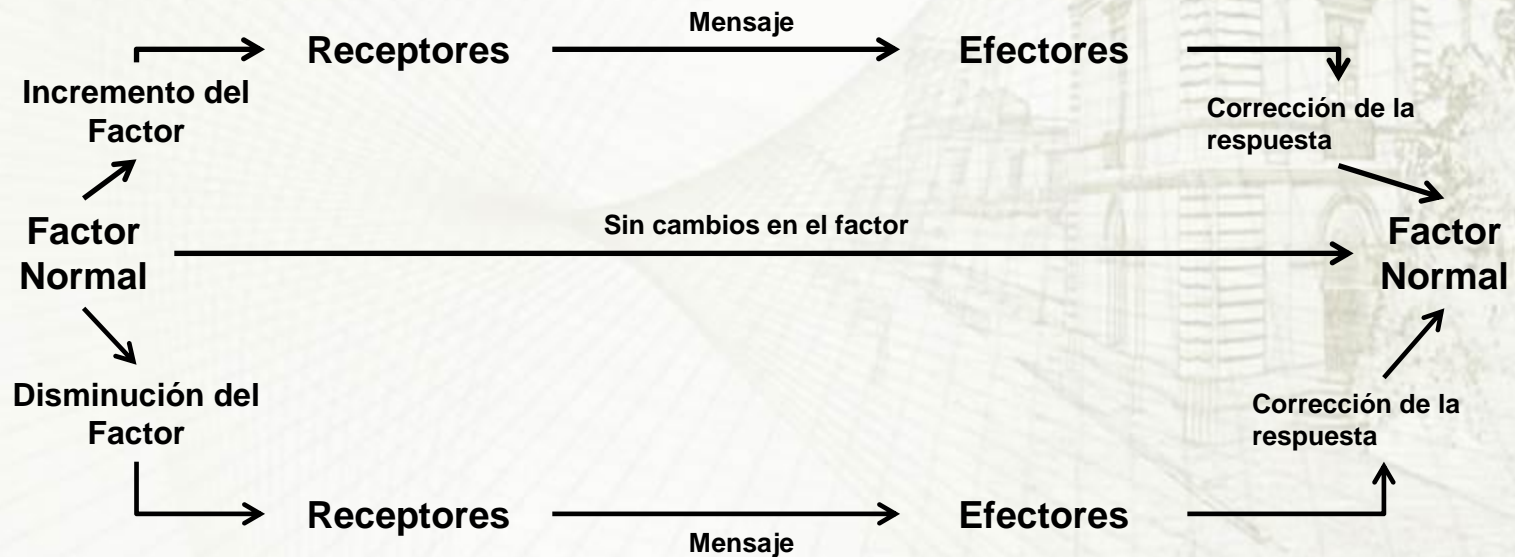 Mensaje
Receptores
Efectores
Incremento del
Factor
Corrección de la
respuesta
Factor
Normal
Sin cambios en el factor
Factor
Normal
Disminución del
Factor
Corrección de la
respuesta
Receptores
Efectores
Mensaje